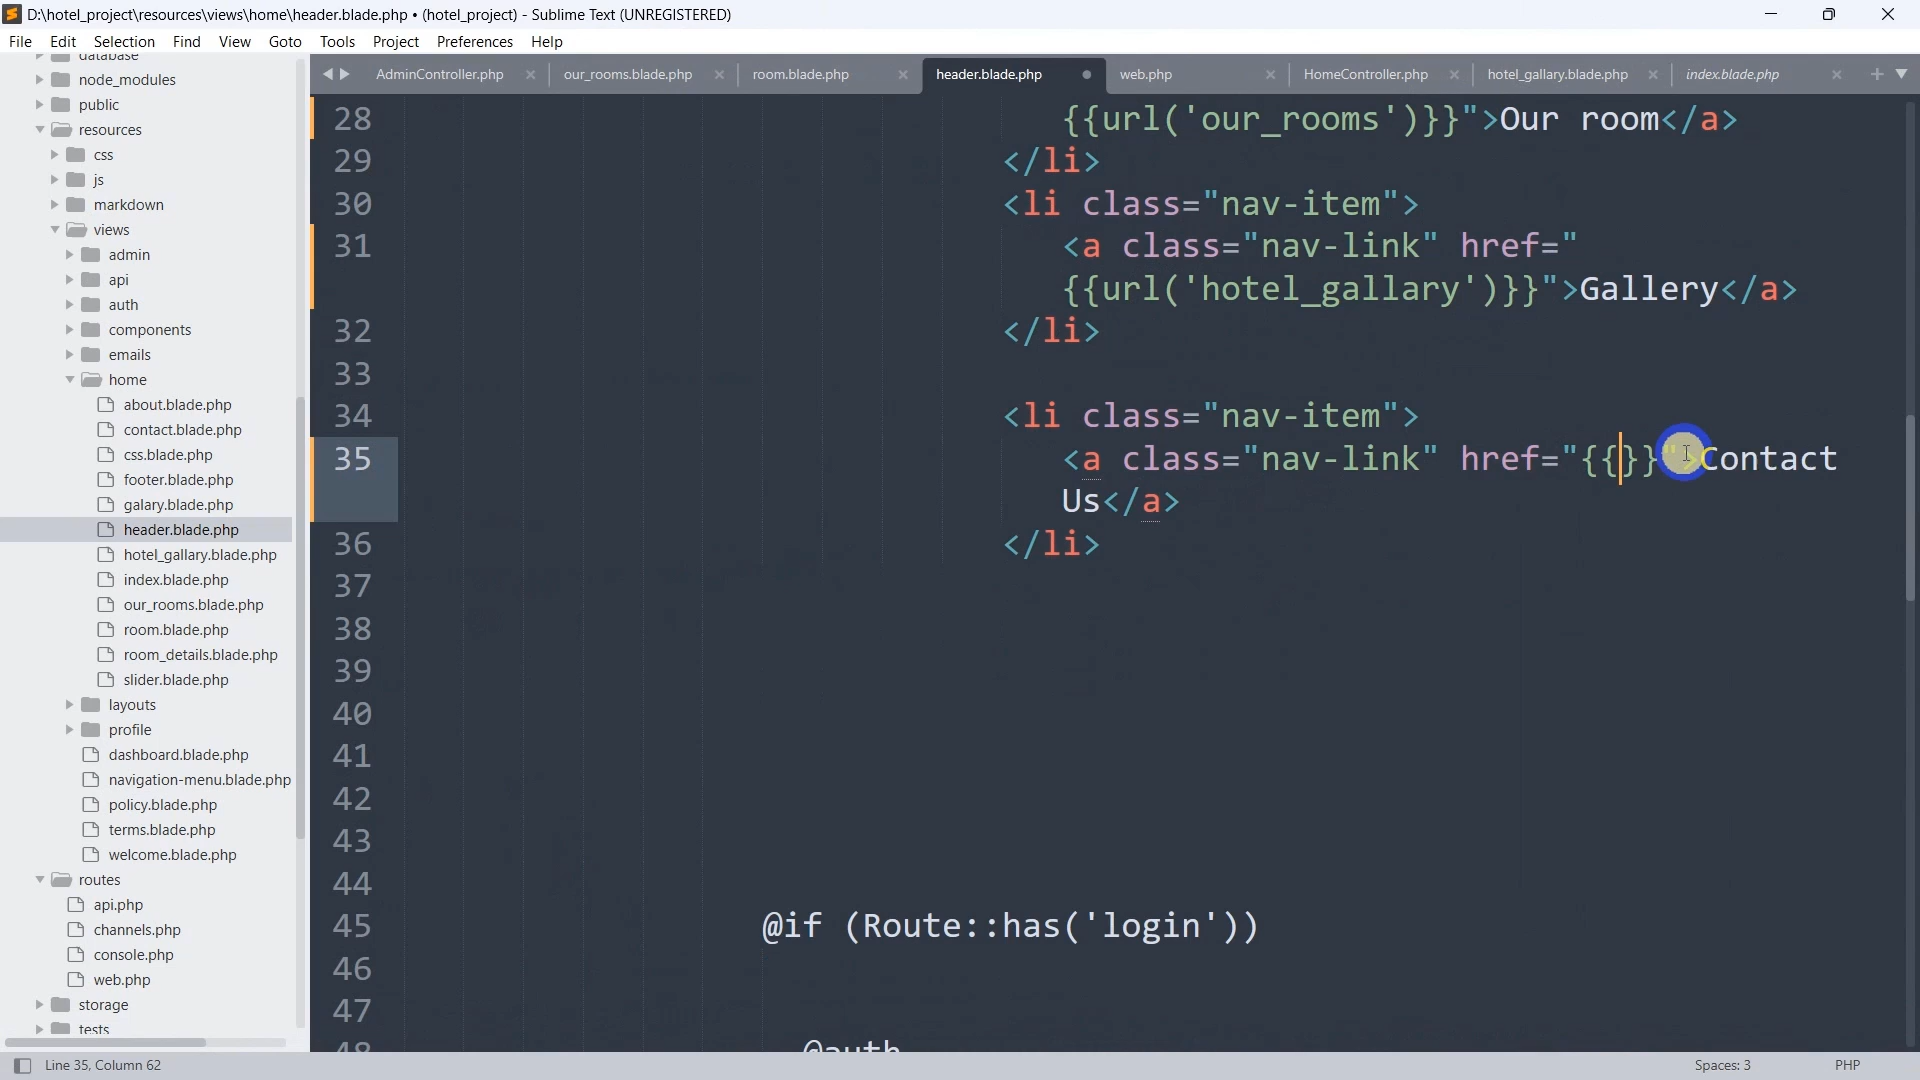 D:\hotel_project\resources\views\home\header.blade.php • (hotel_project) - Sublime Text (UNREGISTERED)
File Edit Selection Find View Goto Tools Project Preferences Help
AdminController.php our_rooms.blade.php room.blade.php header.blade.php web.php HomeController.php hotel_gallary.blade.php index.blade.php
database
node_modules
public
resources
css
js
markdown
views
admin
api
auth
components
emails
home
about.blade.php
contact.blade.php
css.blade.php
footer.blade.php
galary.blade.php
header.blade.php
hotel_gallary.blade.php
index.blade.php
our_rooms.blade.php
room.blade.php
room_details.blade.php
slider.blade.php
layouts
profile
dashboard.blade.php
navigation-menu.blade.php
policy.blade.php
terms.blade.php
welcome.blade.php
routes
api.php
channels.php
console.php
web.php
storage
tests
28 {{url('our_rooms')}}">Our room</a>
29 </li>
30 <li class="nav-item">
31 <a class="nav-link" href="
{{url('hotel_gallary')}}">Gallery</a>
32 </li>
33
34 <li class="nav-item">
35 <a class="nav-link" href="{{}}">Contact
Us</a>
36 </li>
37
38
39
40
41
42
43
44
45 @if (Route::has('login'))
46
47
48 @auth
Line 35, Column 62 Spaces: 3 PHP